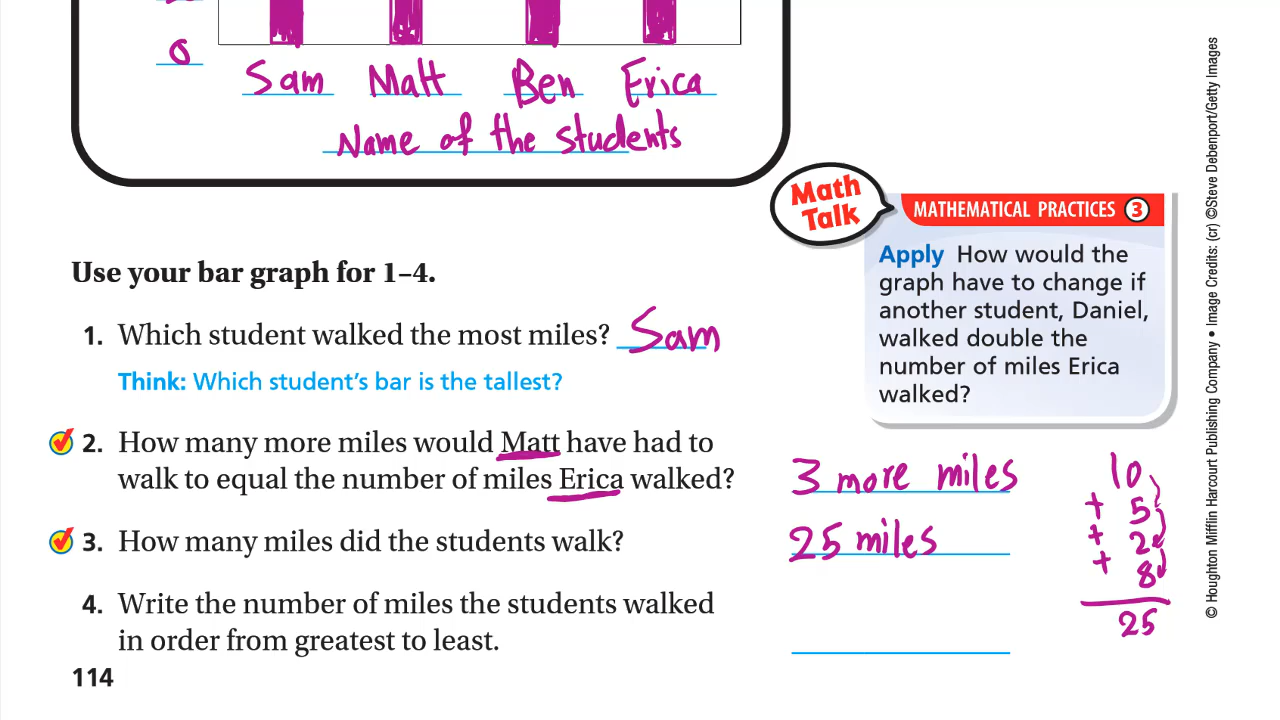 0
Sam Matt Ben Erica
Name of the students
Math
Talk
MATHEMATICAL PRACTICES 3
Apply How would the
graph have to change if
another student, Daniel,
walked double the
number of miles Erica
walked?
Use your bar graph for 1–4.
1. Which student walked the most miles? Sam
Think: Which student's bar is the tallest?
2. How many more miles would Matt have had to
walk to equal the number of miles Erica walked? 3 more miles
3. How many miles did the students walk? 25 miles
10
+ 5
+ 2
+ 8
25
4. Write the number of miles the students walked
in order from greatest to least.
114
© Houghton Mifflin Harcourt Publishing Company • Image Credits: (cr) ©Steve Debenport/Getty Images